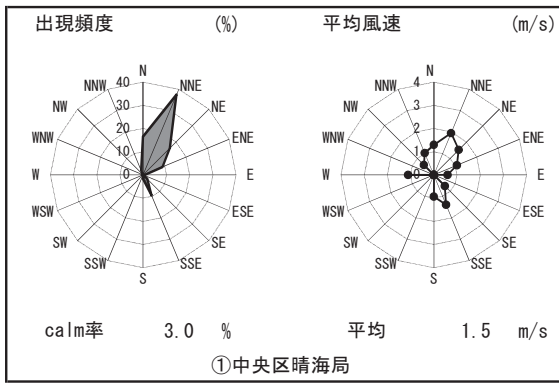 出現頻度 (%) 平均風速 (m/s)
N N
40 4
NNW NNE NNW NNE
30 3
NW NE NW NE
20 2
WNW ENE WNW ENE
10 1
W 0 E W 0 E
WSW ESE WSW ESE
SW SE SW SE
SSW SSE SSW SSE
S S
calm率 3.0 % 平均 1.5 m/s
①中央区晴海局